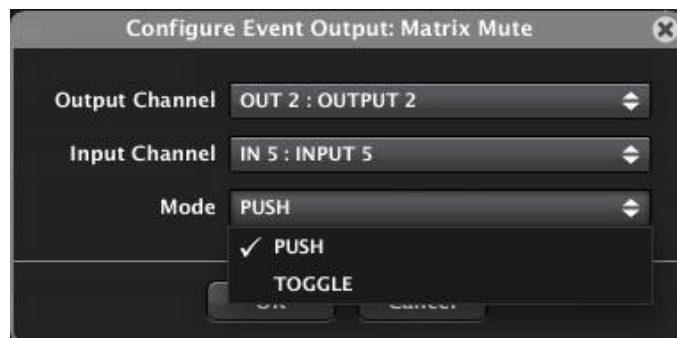 Configure Event Output: Matrix Mute
Output Channel OUT 2 : OUTPUT 2
Input Channel IN 5 : INPUT 5
Mode PUSH
✓ PUSH
TOGGLE